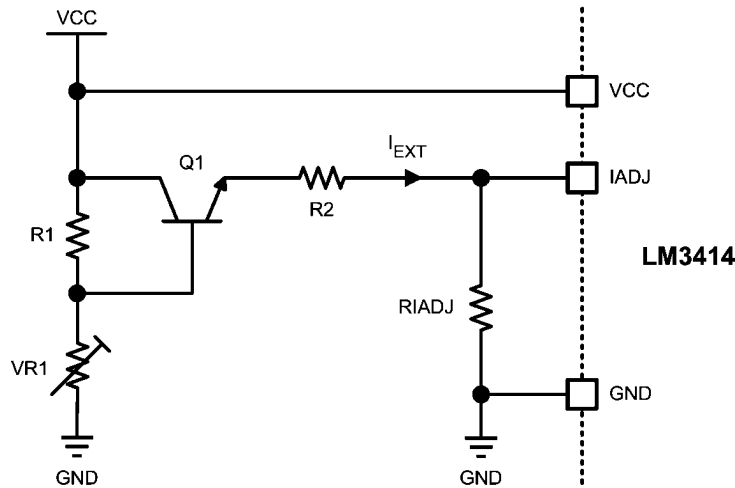 VCC
VCC
Q1
I_EXT
IADJ
R2
R1
LM3414
RIADJ
VR1
GND
GND
GND